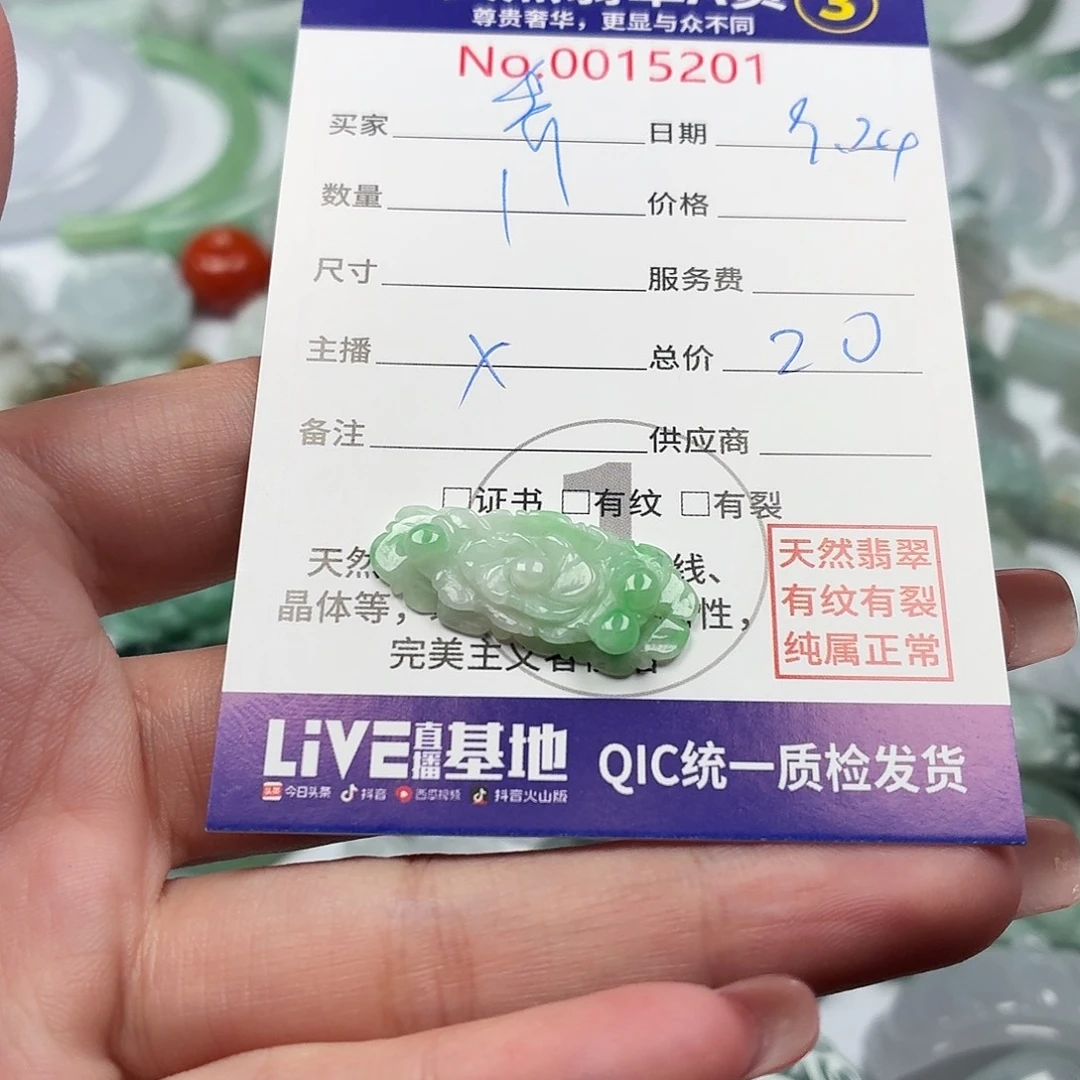 尊贵奢华，更显与众不同
3
No.0015201
买家 日期
数量 1 价格
尺寸 服务费
主播 X 总价 20
备注 供应商
1
□证书 □有纹 □有裂
天然 线、
晶体等， 性，
完美主义者
天然翡翠
有纹有裂
纯属正常
LiVE直播基地 QIC统一质检发货
头条 今日头条 抖音 西瓜视频 抖音火山版